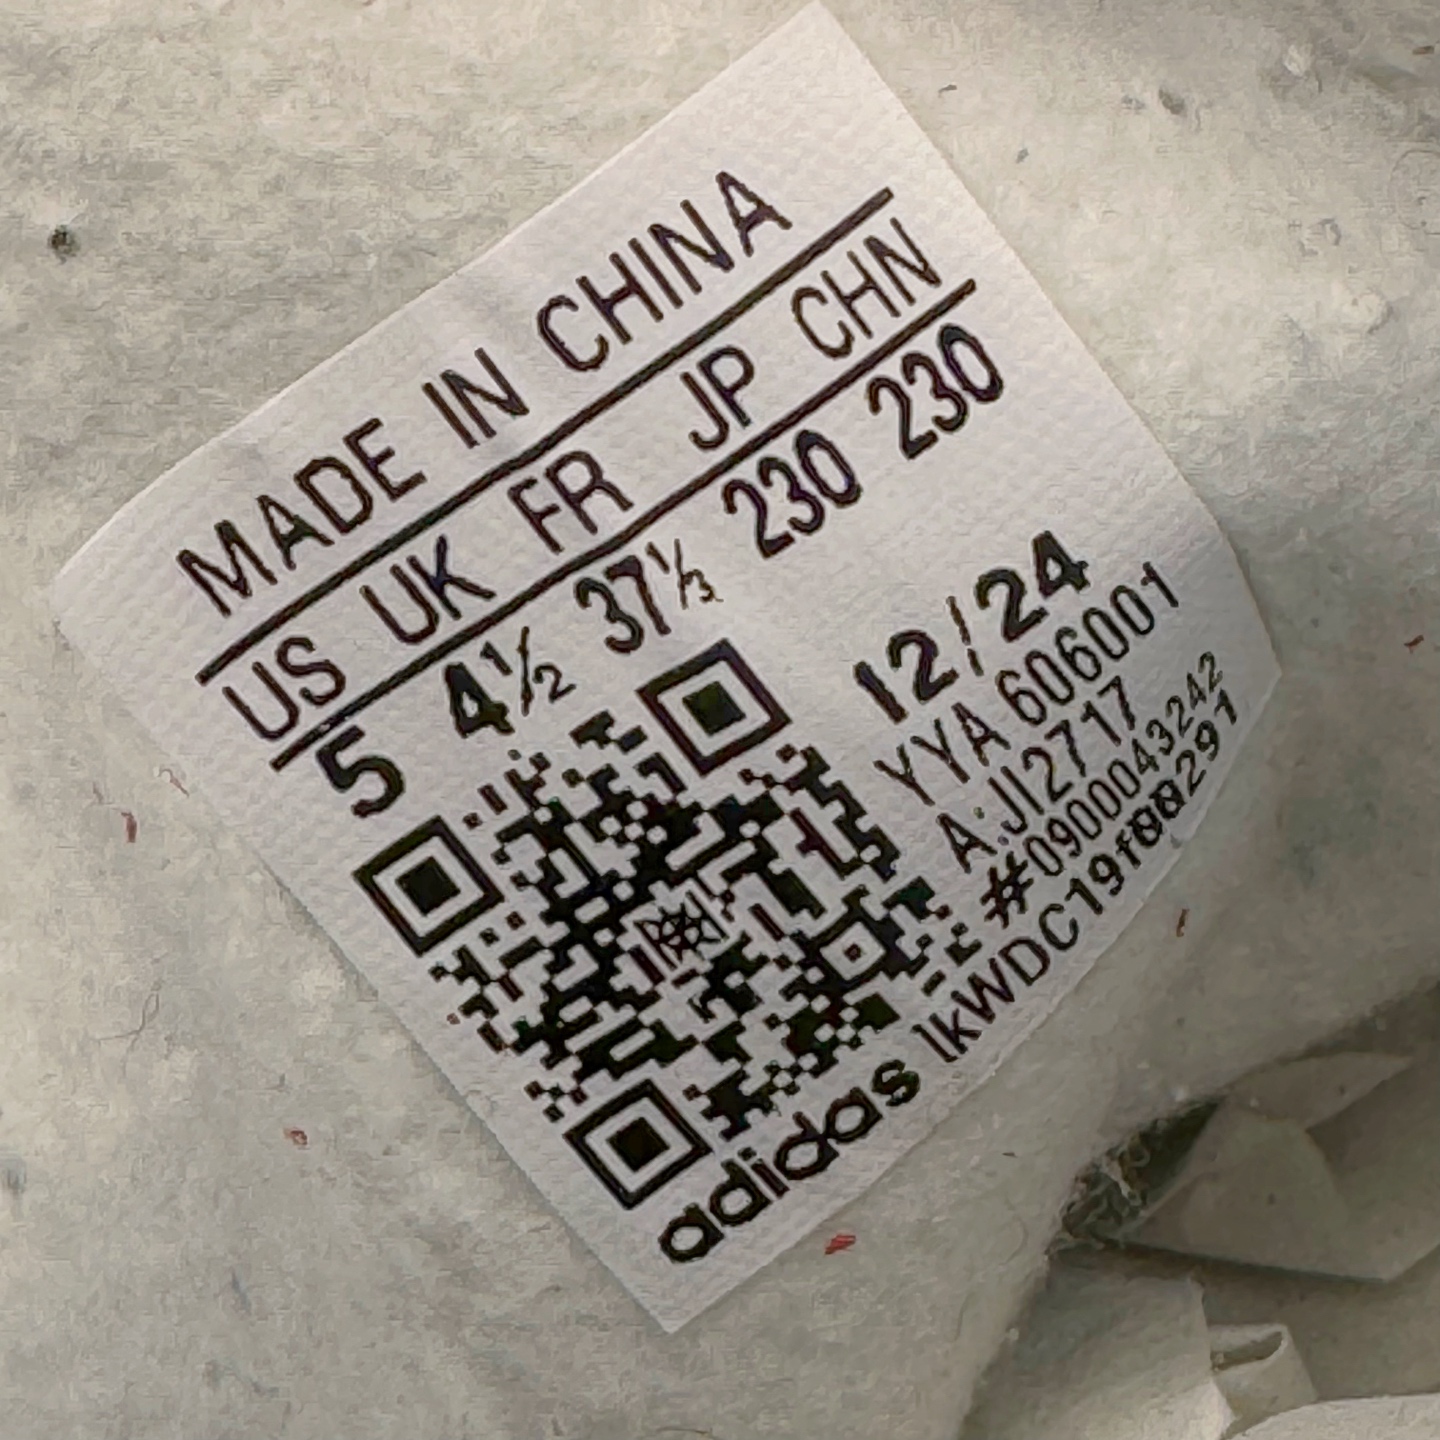 MADE IN CHINA
US UK FR JP CHN
5 4½ 37⅓ 230 230
12/24
YYA 606001
A:JI2717
#0900043242
adidas lkWDC19f88291